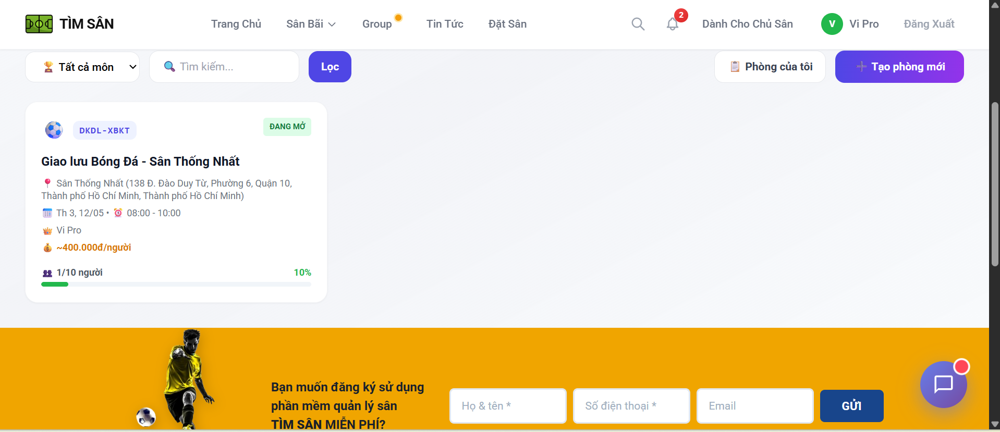 TÌM SÂN
Trang Chủ
Sân Bãi
Group
Tin Tức
Đặt Sân
2
Dành Cho Chủ Sân
V
Vi Pro
Đăng Xuất
Tất cả môn
Tìm kiếm...
Lọc
Phòng của tôi
Tạo phòng mới
DKDL-XBKT
ĐANG MỞ
Giao lưu Bóng Đá - Sân Thống Nhất
Sân Thống Nhất (138 Đ. Đào Duy Từ, Phường 6, Quận 10,
Thành phố Hồ Chí Minh, Thành phố Hồ Chí Minh)
Th 3, 12/05 • 08:00 - 10:00
Vi Pro
~400.000đ/người
1/10 người
10%
Bạn muốn đăng ký sử dụng
phần mềm quản lý sân
TÌM SÂN MIỄN PHÍ?
Họ & tên *
Số điện thoại *
Email
GỬI